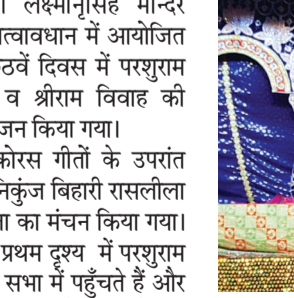 लक्ष्मीनृसिंह मन्दिर
त्वावधान में आयोजित
ठवें दिवस में परशुराम
व श्रीराम विवाह की
जन किया गया।
कोरस गीतों के उपरांत
निकुंज बिहारी रासलीला
ा का मंचन किया गया।
प्रथम दृश्य में परशुराम
सभा में पहुँचते हैं और